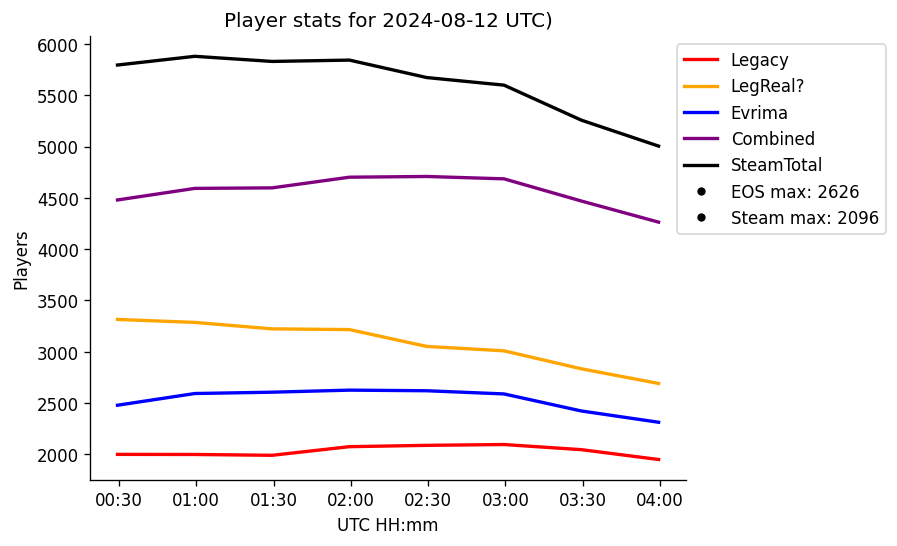 Player stats for 2024-08-12 UTC)
Players
6000
5500
5000
4500
4000
3500
3000
2500
2000
00:30 01:00 01:30 02:00 02:30 03:00 03:30 04:00
UTC HH:mm
Legacy
LegReal?
Evrima
Combined
SteamTotal
EOS max: 2626
Steam max: 2096